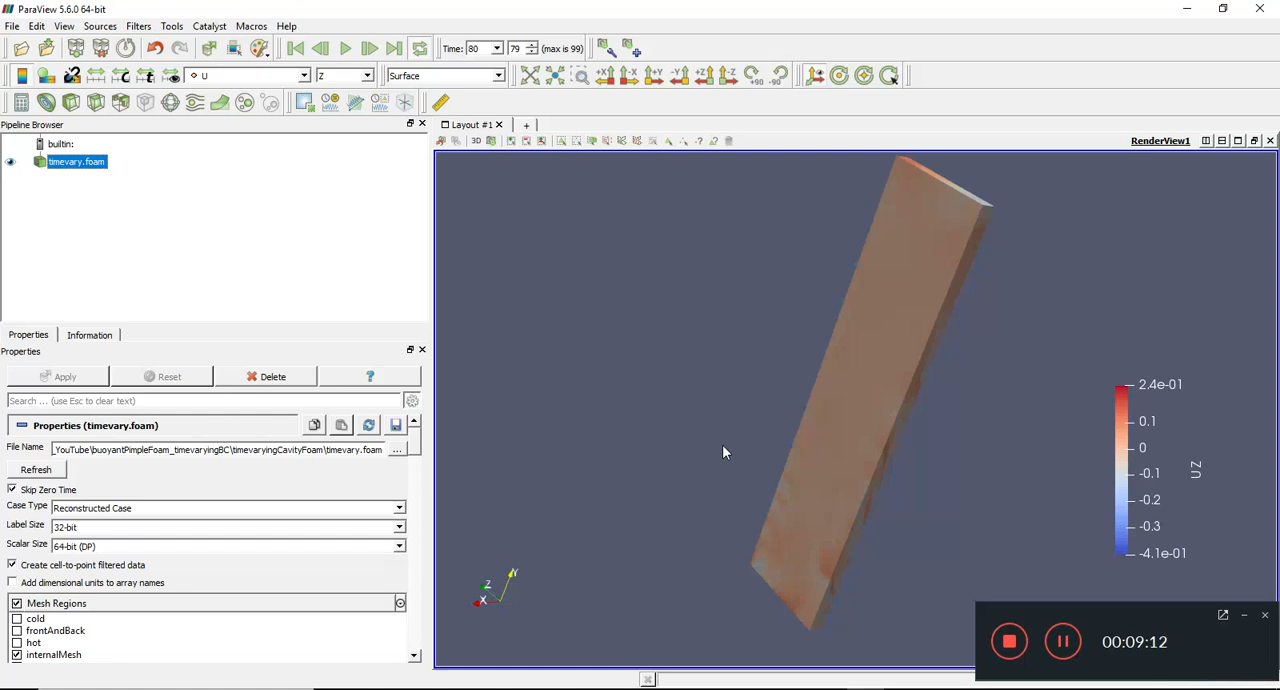 ParaView 5.6.0 64-bit
File Edit View Sources Filters Tools Catalyst Macros Help
Time: 80 79 (max is 99)
U Z Surface +X -X +Y -Y +Z -Z +90 -90
Pipeline Browser
Layout #1
builtin:
3D RenderView1
timevary.foam
Properties Information
Properties
Apply Reset Delete ?
Search ... (use Esc to clear text)
Properties (timevary.foam)
File Name YouTube\buoyantPimpleFoam_timevaryingBC\timevaryingCavityFoam\timevary.foam ...
Refresh
Skip Zero Time
Case Type Reconstructed Case
Label Size 32-bit
Scalar Size 64-bit (DP)
Create cell-to-point filtered data
Add dimensional units to array names
Mesh Regions
cold
frontAndBack
hot
internalMesh
Y
Z
X
2.4e-01
0.1
0
-0.1
-0.2
-0.3
-4.1e-01
U Z
00:09:12